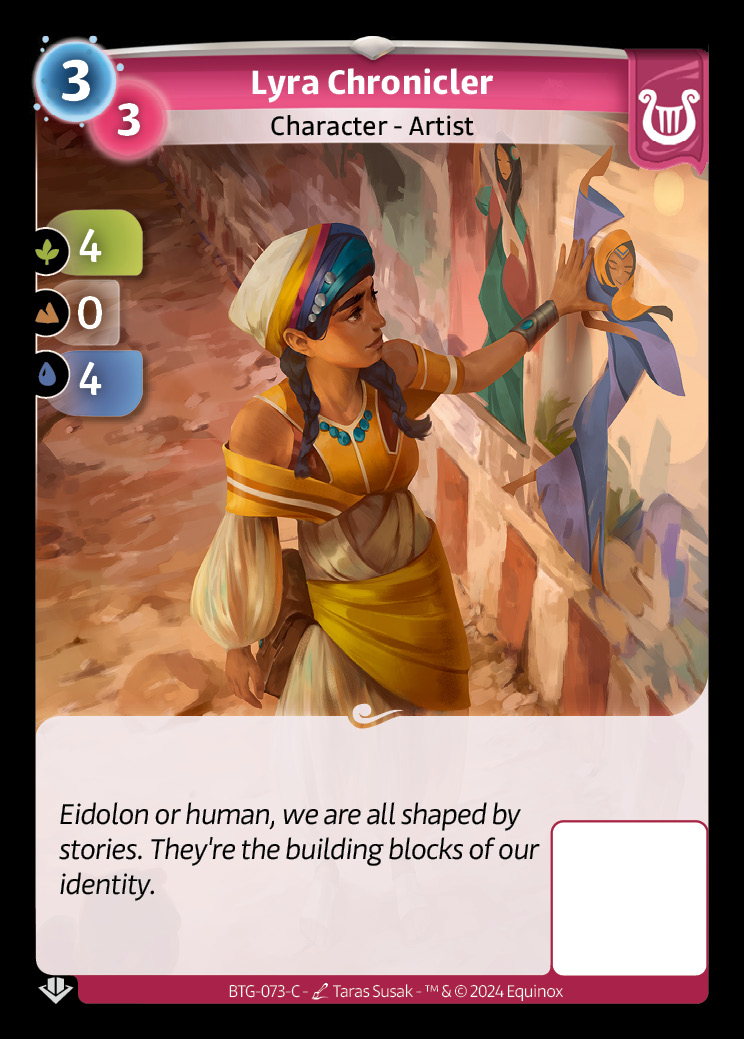 3
Lyra Chronicler
3
Character - Artist
4
0
4
Eidolon or human, we are all shaped by
stories. They're the building blocks of our
identity.
BTG-073-C - Taras Susak - ™ & © 2024 Equinox